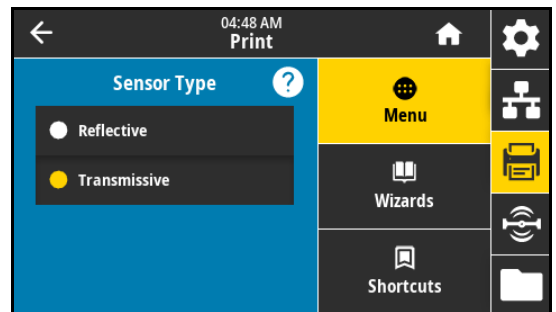 04:48 AM
Print
Sensor Type
?
Reflective
Transmissive
Menu
Wizards
Shortcuts